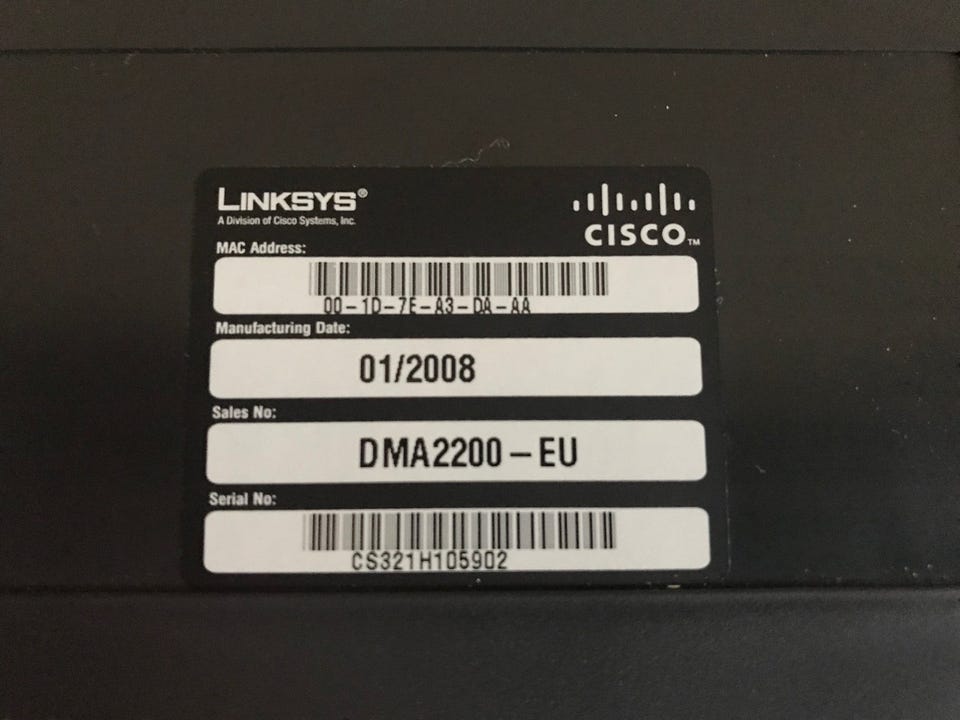 LINKSYS®
A Division of Cisco Systems, Inc.
CISCO™
MAC Address:
00-1D-7E-A3-DA-AA
Manufacturing Date:
01/2008
Sales No:
DMA2200-EU
Serial No:
CS321H105902